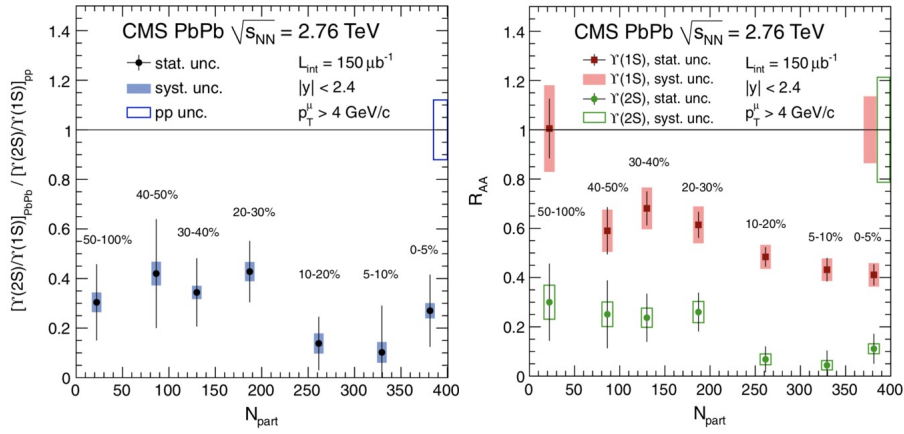 CMS PbPb √sNN = 2.76 TeV
stat. unc.
syst. unc.
pp unc.
Lint = 150 μb-1
|y| < 2.4
pTμ > 4 GeV/c
[ϒ(2S)/ϒ(1S)]PbPb / [ϒ(2S)/ϒ(1S)]pp
1.4
1.2
1
0.8
0.6
0.4
0.2
0
50-100%
40-50%
30-40%
20-30%
10-20%
5-10%
0-5%
0 50 100 150 200 250 300 350 400
Npart
CMS PbPb √sNN = 2.76 TeV
ϒ(1S), stat. unc.
ϒ(1S), syst. unc.
ϒ(2S), stat. unc.
ϒ(2S), syst. unc.
Lint = 150 μb-1
|y| < 2.4
pTμ > 4 GeV/c
RAA
1.4
1.2
1
0.8
0.6
0.4
0.2
0
50-100%
40-50%
30-40%
20-30%
10-20%
5-10%
0-5%
0 50 100 150 200 250 300 350 400
Npart